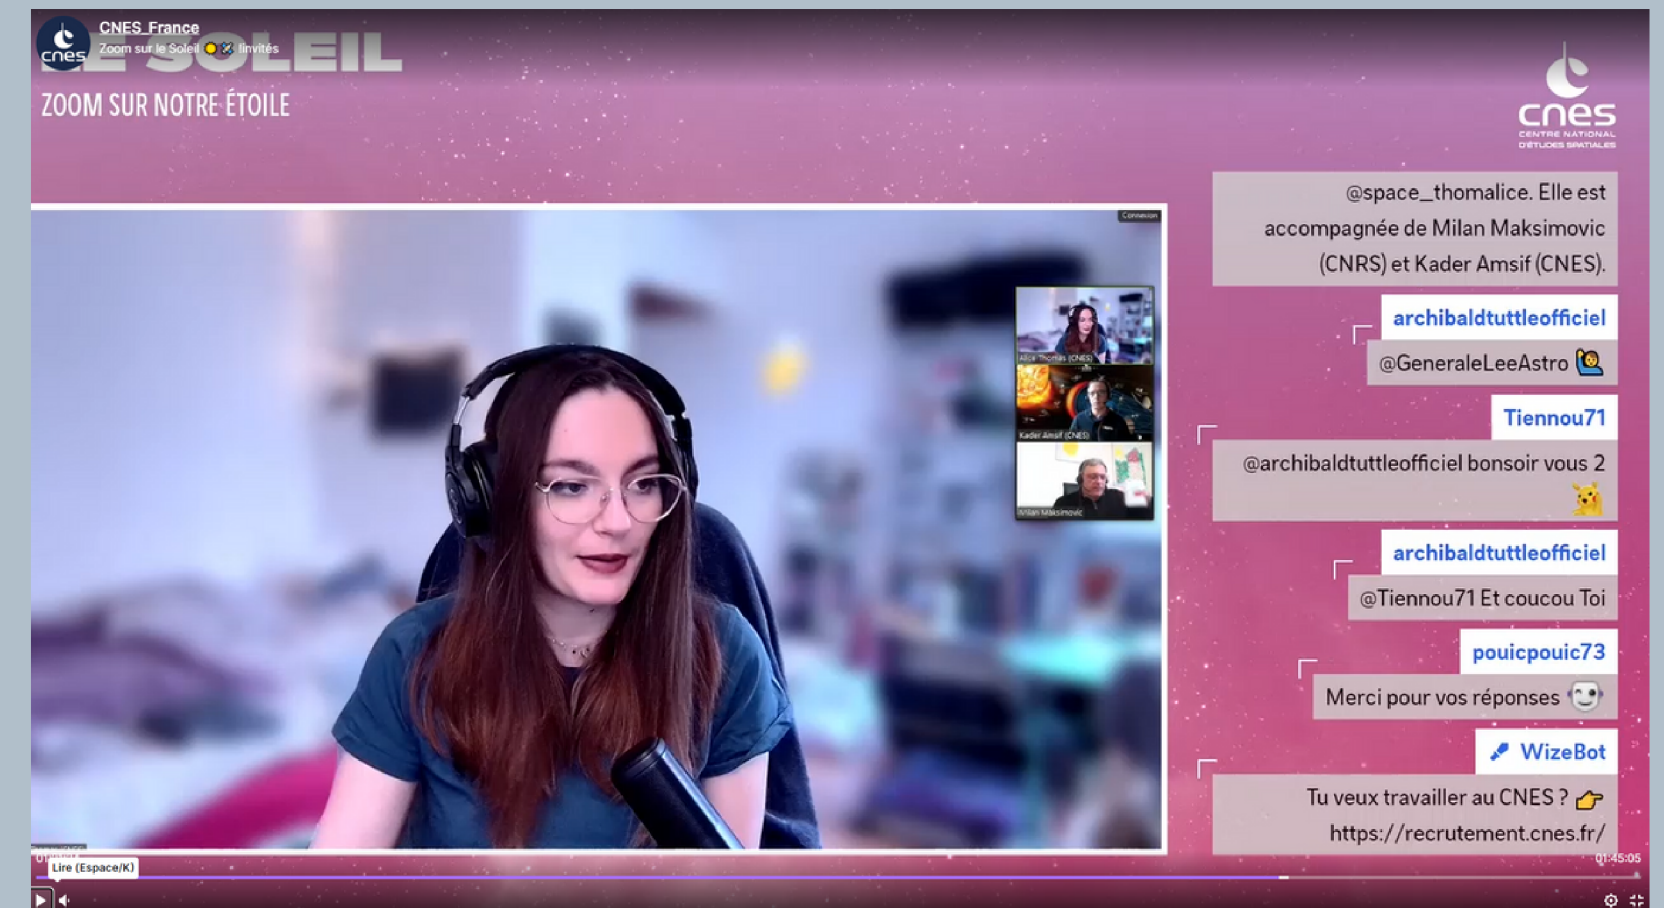 CNES_France
Zoom sur le Soleil !invités
LE SOLEIL
cnes
ZOOM SUR NOTRE ÉTOILE
cnes
CENTRE NATIONAL
D'ÉTUDES SPATIALES
Connexion
Alice Thomas (CNES)
Kader Amsif (CNES)
Milan Maksimovic
@space_thomalice. Elle est
accompagnée de Milan Maksimovic
(CNRS) et Kader Amsif (CNES).
archibaldtuttleofficiel
@GeneraleLeeAstro
Tiennou71
@archibaldtuttleofficiel bonsoir vous 2
archibaldtuttleofficiel
@Tiennou71 Et coucou Toi
pouicpouic73
Merci pour vos réponses
WizeBot
Tu veux travailler au CNES ?
https://recrutement.cnes.fr/
01:45:05
Lire (Espace/K)